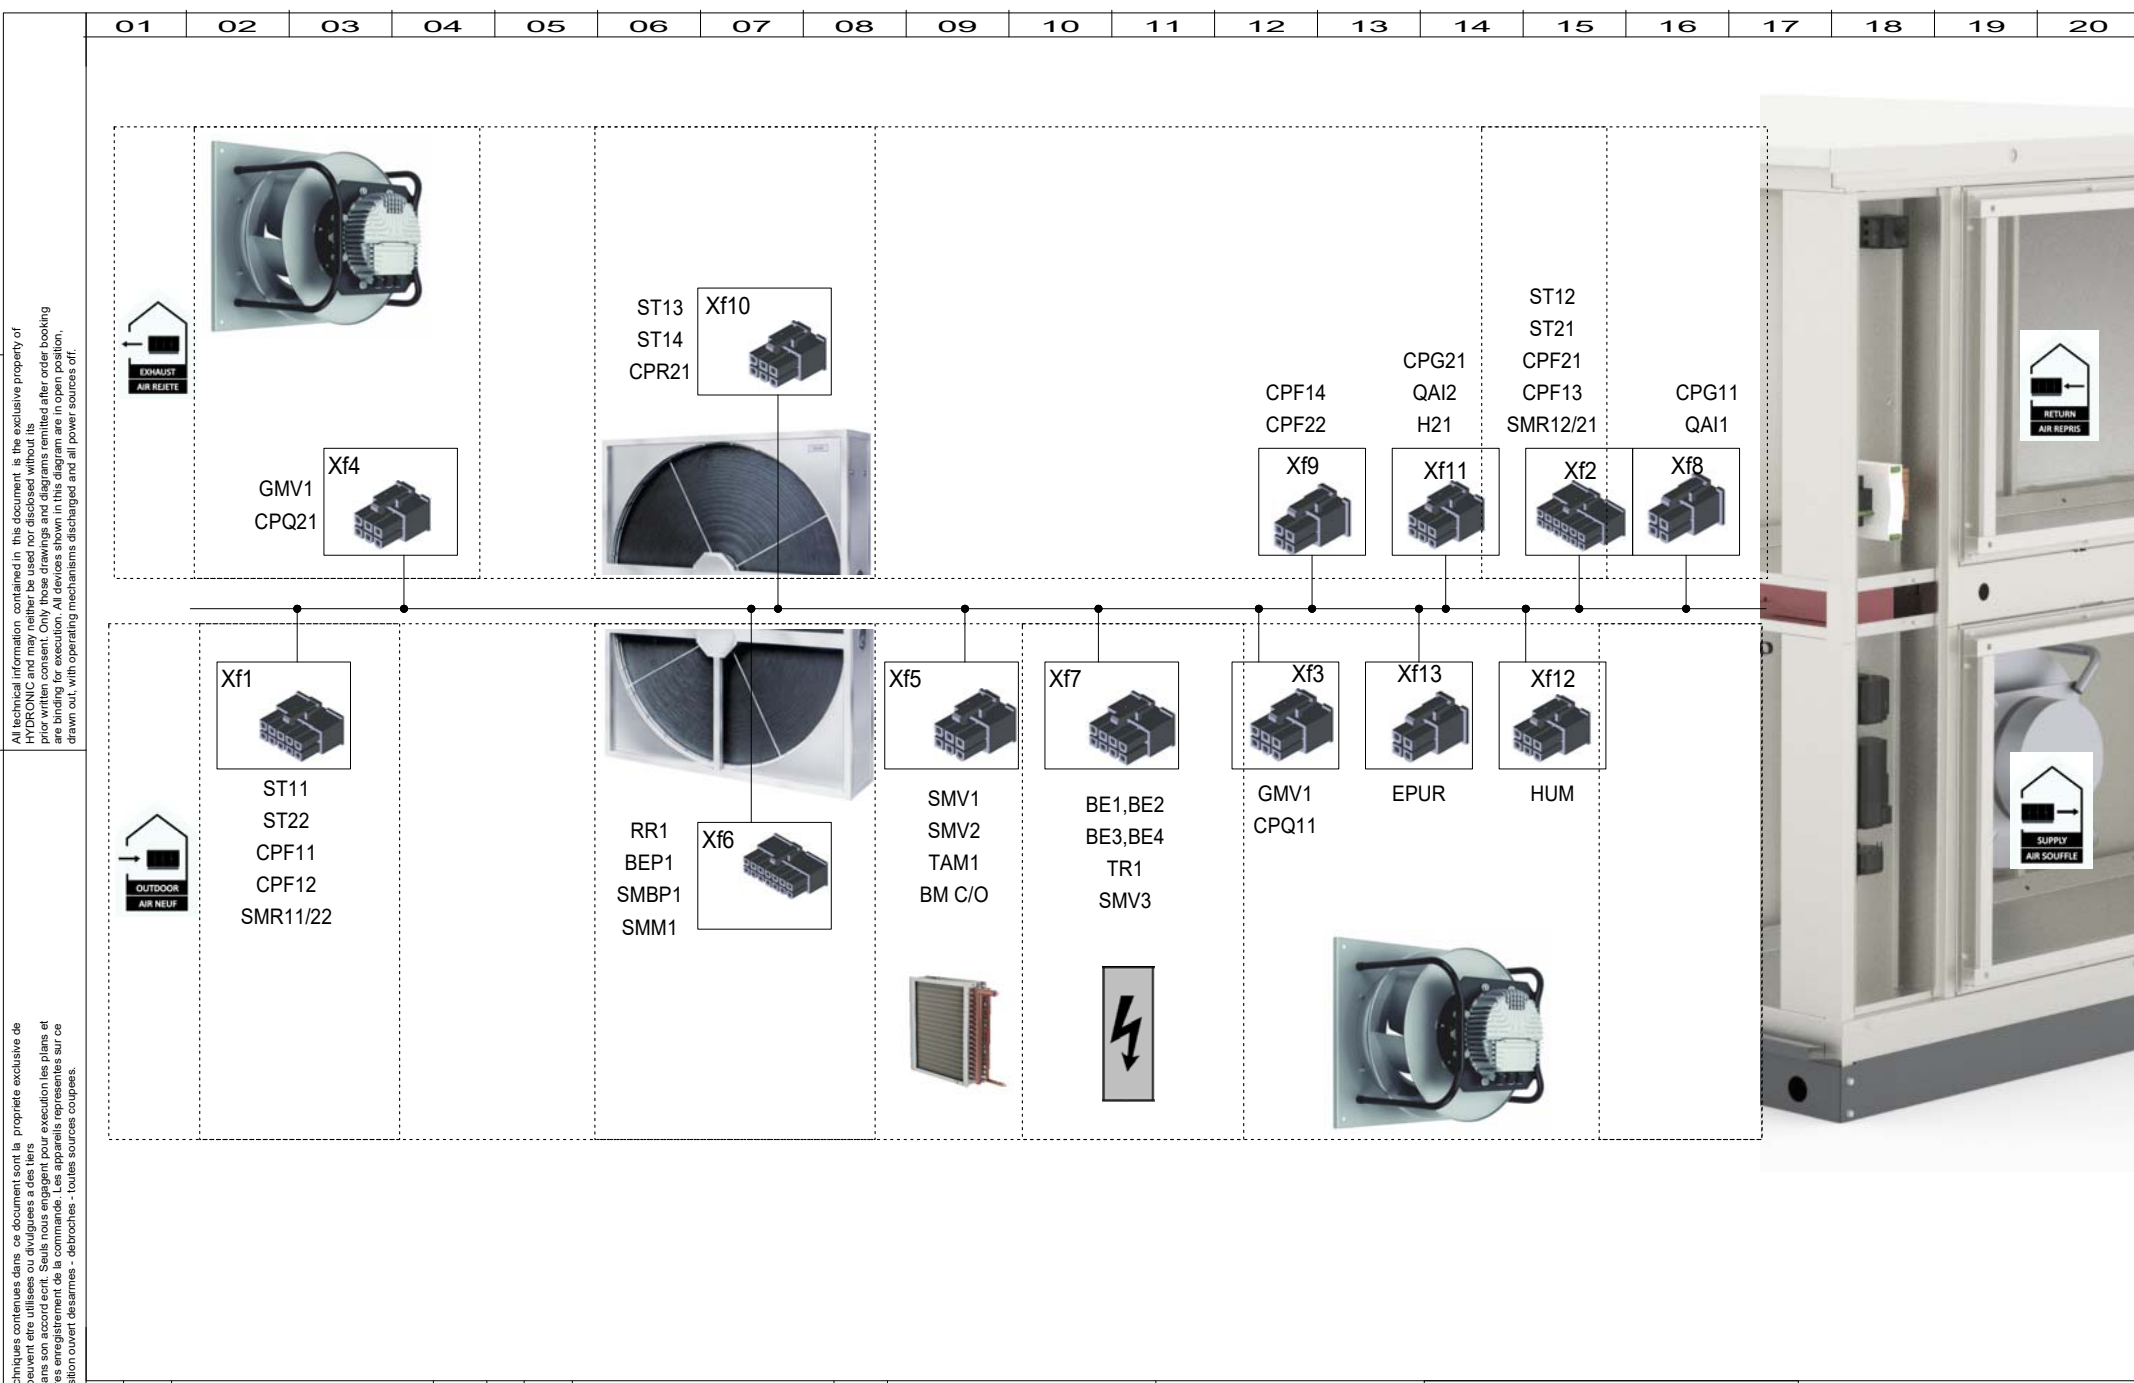 01 02 03 04 05 06 07 08 09 10 11 12 13 14 15 16 17 18 19 20
All technical information contained in this document is the exclusive property of
HYDRONIC and may neither be used nor disclosed without its
prior written consent. Only those drawings and diagrams remitted after order booking
are binding for execution. All devices shown in this diagram are in open position,
drawn out, with operating mechanisms discharged and all power sources off.
EXHAUST
AIR REJETE
GMV1
CPQ21
Xf4
ST13
ST14
CPR21
Xf10
CPF14
CPF22
Xf9
CPG21
QAI2
H21
Xf11
ST12
ST21
CPF21
CPF13
SMR12/21
Xf2
CPG11
QAI1
Xf8
RETURN
AIR REPRIS
OUTDOOR
AIR NEUF
Xf1
ST11
ST22
CPF11
CPF12
SMR11/22
RR1
BEP1
SMBP1
SMM1
Xf6
Xf5
SMV1
SMV2
TAM1
BM C/O
Xf7
BE1,BE2
BE3,BE4
TR1
SMV3
Xf3
GMV1
CPQ11
Xf13
EPUR
Xf12
HUM
SUPPLY
AIR SOUFFLE
contenues dans ce document sont la propriete exclusive de
etre utilisees ou divulguees a des tiers
son accord ecrit. Seuls nous engagent pour execution les plans et
enregistrement de la commande. Les appareils representes sur ce
ouvert desarmes - debroches - toutes sources coupees.